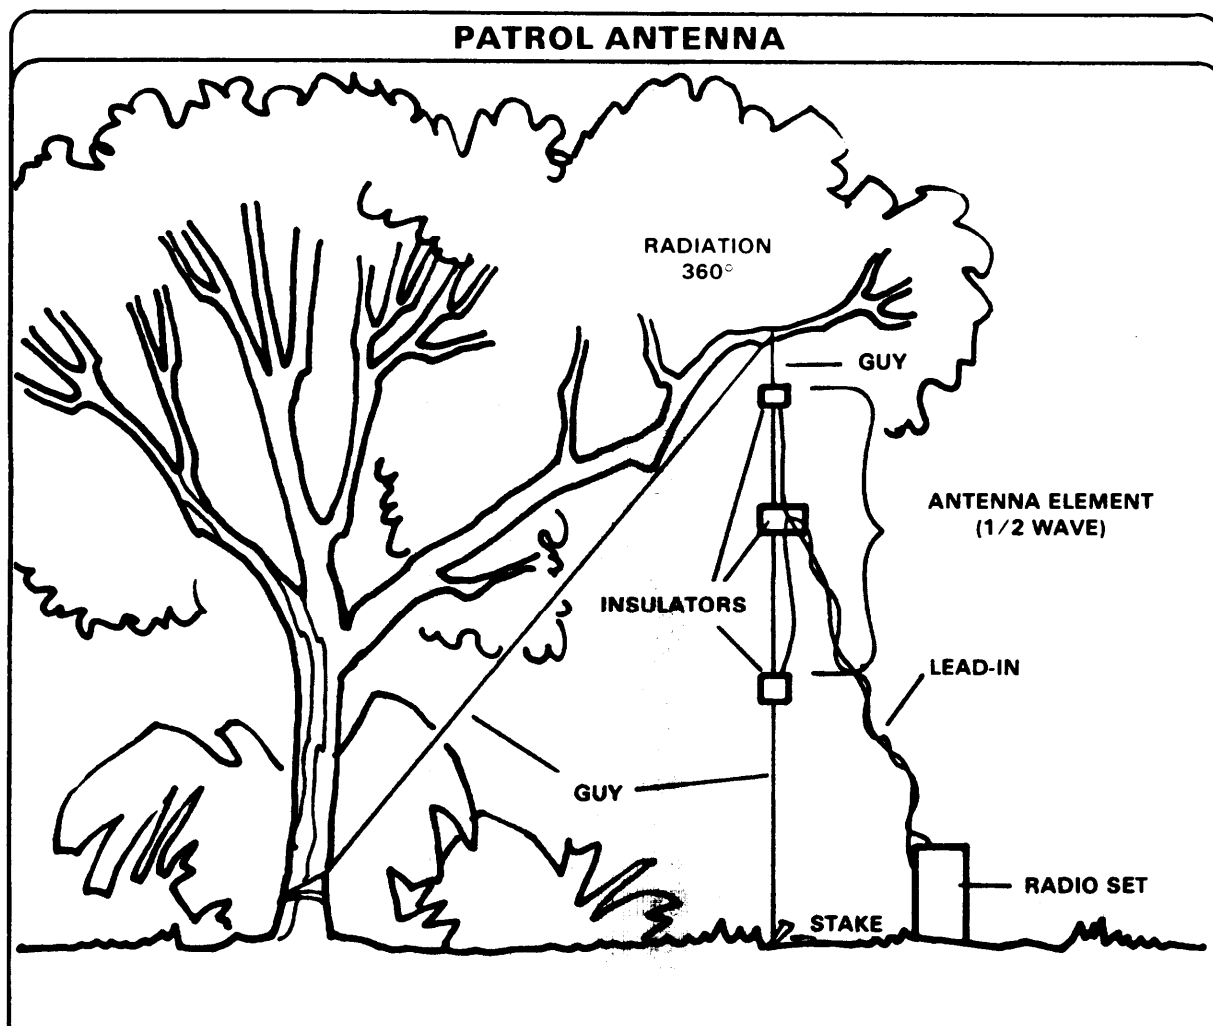 PATROL ANTENNA
RADIATION
360°
GUY
ANTENNA ELEMENT
(1/2 WAVE)
INSULATORS
LEAD-IN
GUY
RADIO SET
STAKE